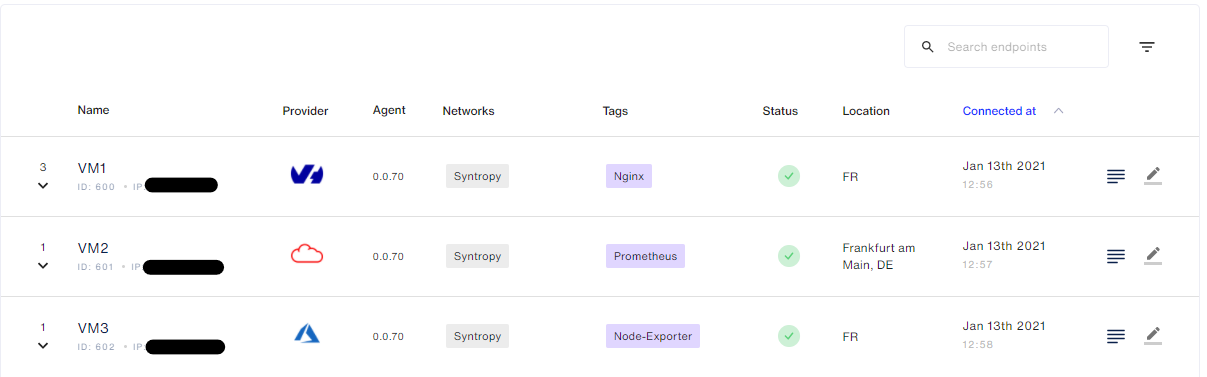 Search endpoints
Name Provider Agent Networks Tags Status Location Connected at
3 VM1 0.0.70 Syntropy Nginx FR Jan 13th 2021
ID: 600 • IP: 12:56
1 VM2 0.0.70 Syntropy Prometheus Frankfurt am Main, DE Jan 13th 2021
ID: 601 • IP 12:57
1 VM3 0.0.70 Syntropy Node-Exporter FR Jan 13th 2021
ID: 602 • IP 12:58